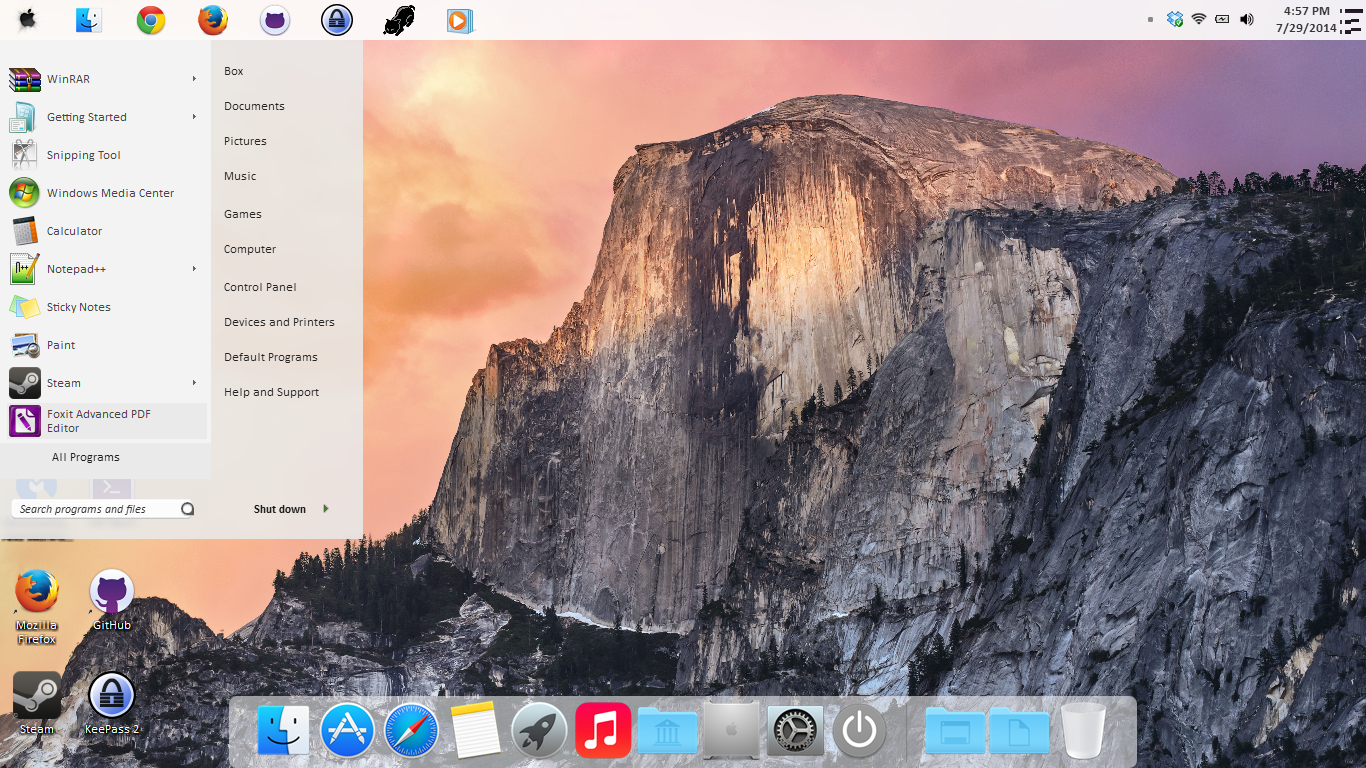 4:57 PM
7/29/2014
WinRAR
Getting Started
Snipping Tool
Windows Media Center
Calculator
Notepad++
Sticky Notes
Paint
Steam
Foxit Advanced PDF
Editor
All Programs
Search programs and files
Box
Documents
Pictures
Music
Games
Computer
Control Panel
Devices and Printers
Default Programs
Help and Support
Shut down
Mozilla
Firefox
GitHub
Steam
KeePass 2